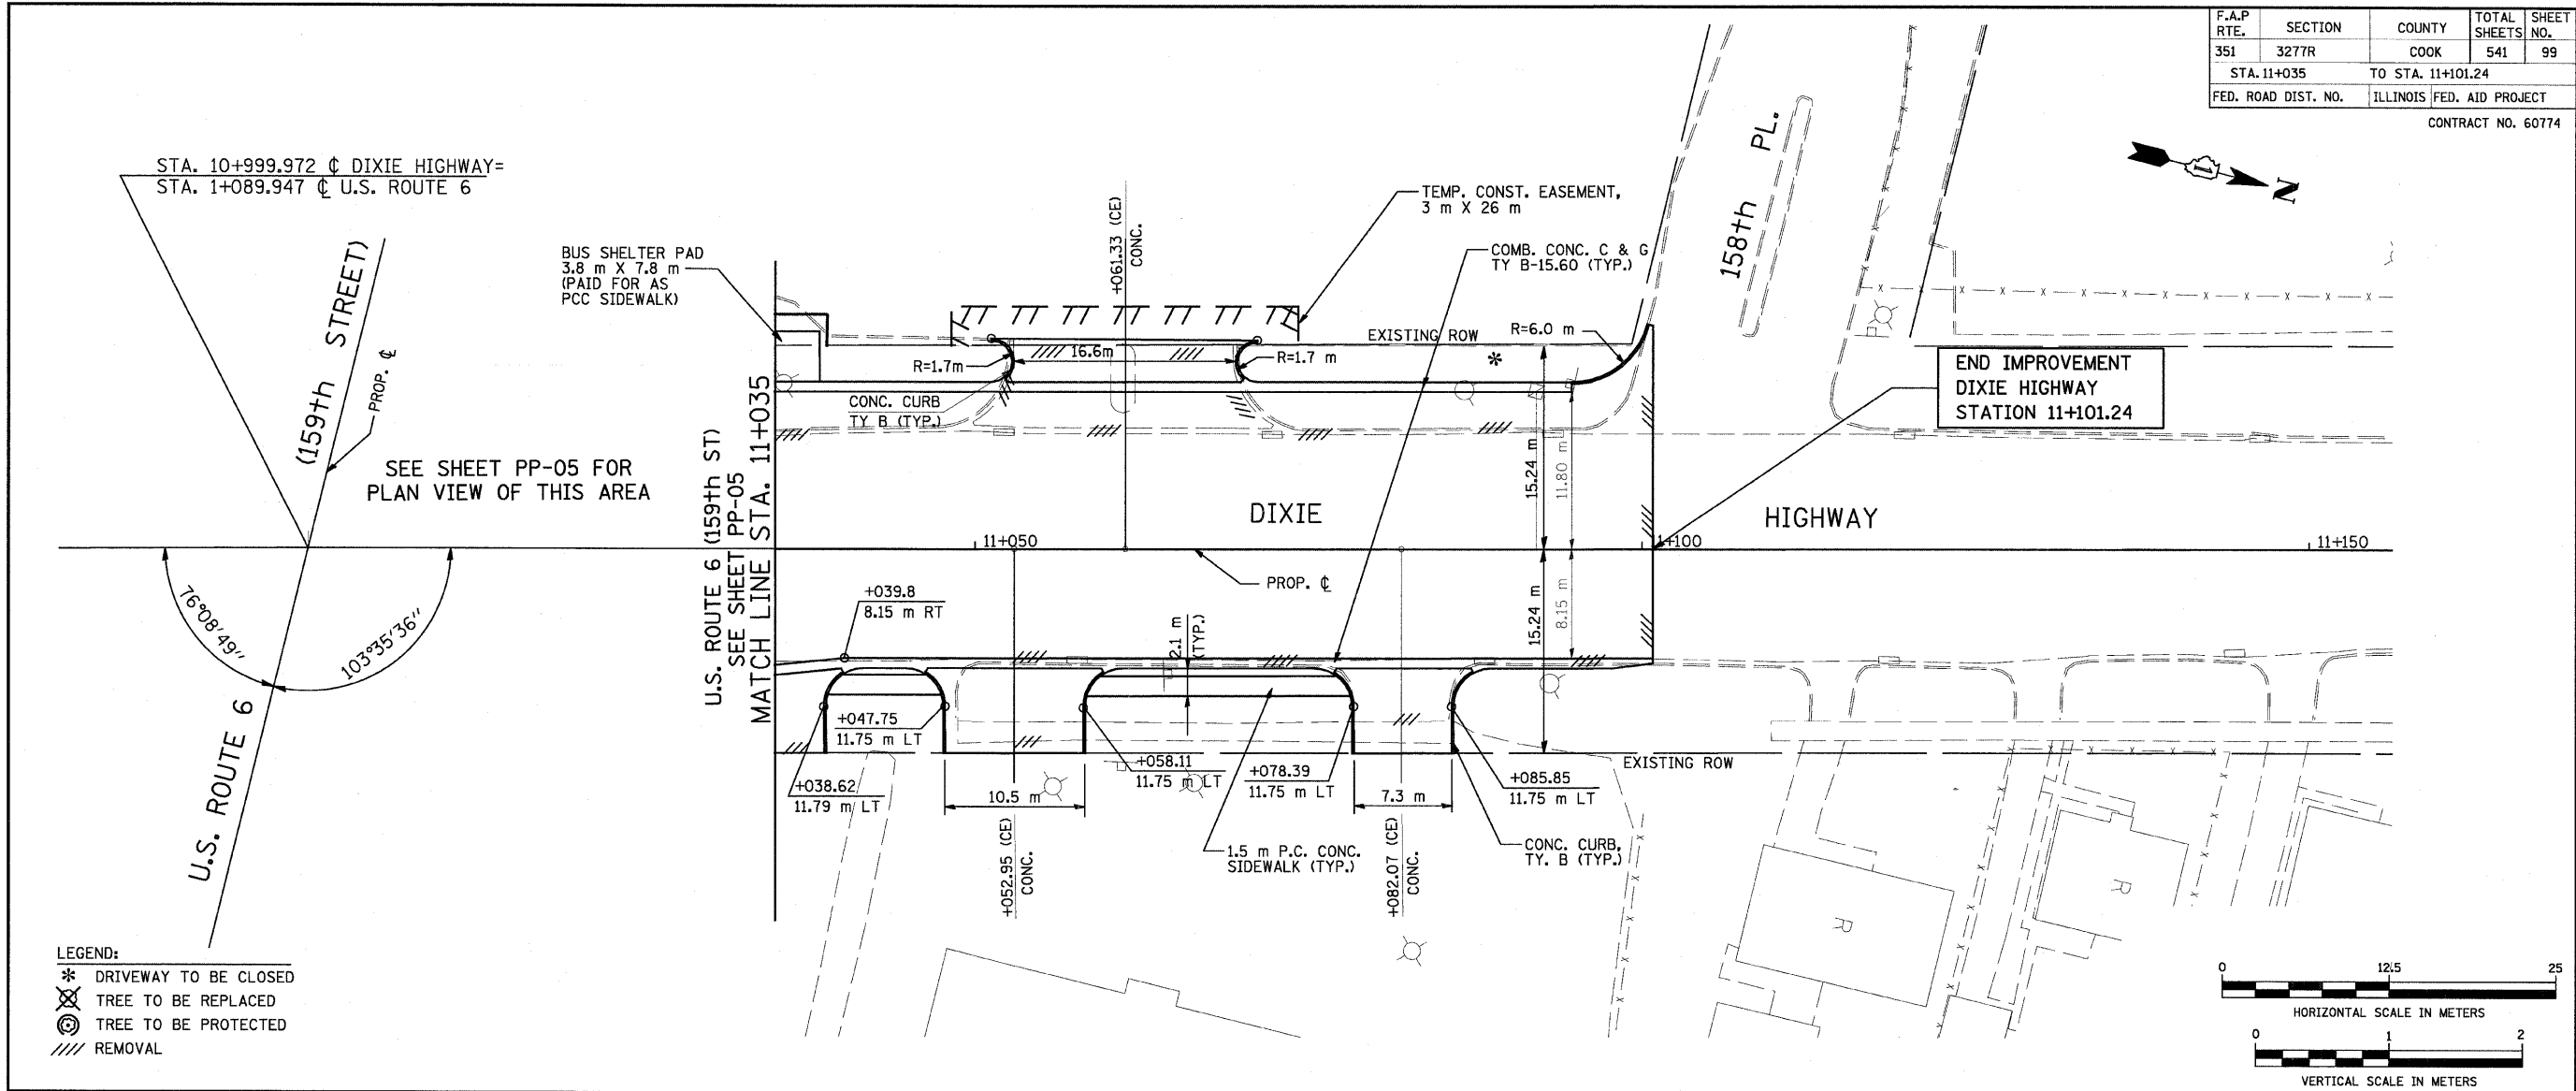 F.A.P RTE. SECTION COUNTY TOTAL SHEETS SHEET NO.
351 3277R COOK 541 99
STA. 11+035 TO STA. 11+101.24
FED. ROAD DIST. NO. ILLINOIS FED. AID PROJECT
CONTRACT NO. 60774
N
1
STA. 10+999.972 ℄ DIXIE HIGHWAY=
STA. 1+089.947 ℄ U.S. ROUTE 6
(159th STREET)
PROP. ℄
SEE SHEET PP-05 FOR
PLAN VIEW OF THIS AREA
76°08'49"
103°35'36"
U.S. ROUTE 6
BUS SHELTER PAD
3.8 m X 7.8 m
(PAID FOR AS
PCC SIDEWALK)
U.S. ROUTE 6 (159th ST)
SEE SHEET PP-05
MATCH LINE STA. 11+035
+061.33 (CE)
CONC.
TEMP. CONST. EASEMENT,
3 m X 26 m
COMB. CONC. C & G
TY B-15.60 (TYP.)
158th PL.
EXISTING ROW
R=6.0 m
*
R=1.7m
16.6m
R=1.7 m
CONC. CURB
TY B (TYP.)
15.24 m
11.80 m
END IMPROVEMENT
DIXIE HIGHWAY
STATION 11+101.24
DIXIE HIGHWAY
11+050
1+100
11+150
PROP. ℄
+039.8
8.15 m RT
2.1 m
(TYP.)
15.24 m
8.15 m
+047.75
11.75 m LT
+038.62
11.79 m LT
10.5 m
+058.11
11.75 m LT
+078.39
11.75 m LT
7.3 m
+085.85
11.75 m LT
EXISTING ROW
+052.95 (CE)
CONC.
1.5 m P.C. CONC.
SIDEWALK (TYP.)
+082.07 (CE)
CONC.
CONC. CURB,
TY. B (TYP.)
R
R
LEGEND:
* DRIVEWAY TO BE CLOSED
TREE TO BE REPLACED
TREE TO BE PROTECTED
//// REMOVAL
0 12.5 25
HORIZONTAL SCALE IN METERS
0 1 2
VERTICAL SCALE IN METERS